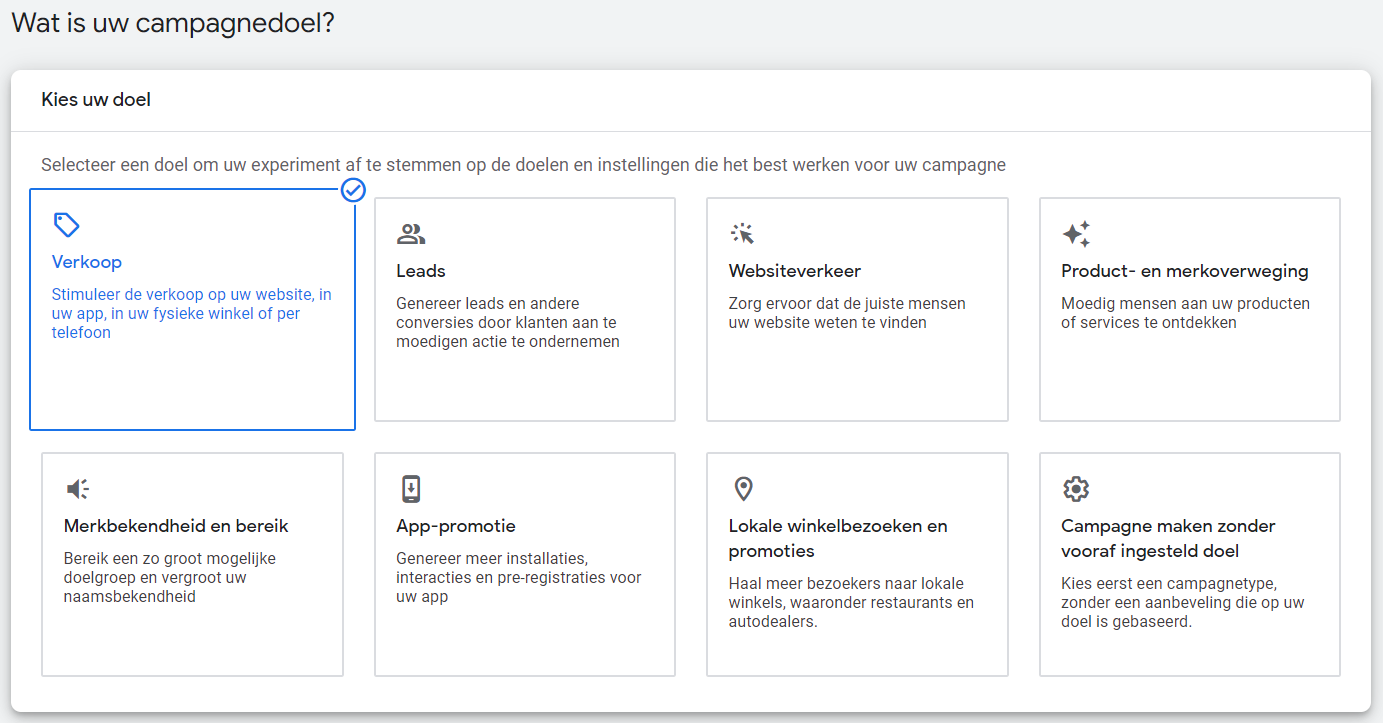 Wat is uw campagnedoel?
Kies uw doel
Selecteer een doel om uw experiment af te stemmen op de doelen en instellingen die het best werken voor uw campagne
Verkoop
Stimuleer de verkoop op uw website, in
uw app, in uw fysieke winkel of per
telefoon
Leads
Genereer leads en andere
conversies door klanten aan te
moedigen actie te ondernemen
Websiteverkeer
Zorg ervoor dat de juiste mensen
uw website weten te vinden
Product- en merkoverweging
Moedig mensen aan uw producten
of services te ontdekken
Merkbekendheid en bereik
Bereik een zo groot mogelijke
doelgroep en vergroot uw
naamsbekendheid
App-promotie
Genereer meer installaties,
interacties en pre-registraties voor
uw app
Lokale winkelbezoeken en
promoties
Haal meer bezoekers naar lokale
winkels, waaronder restaurants en
autodealers.
Campagne maken zonder
vooraf ingesteld doel
Kies eerst een campagnetype,
zonder een aanbeveling die op uw
doel is gebaseerd.